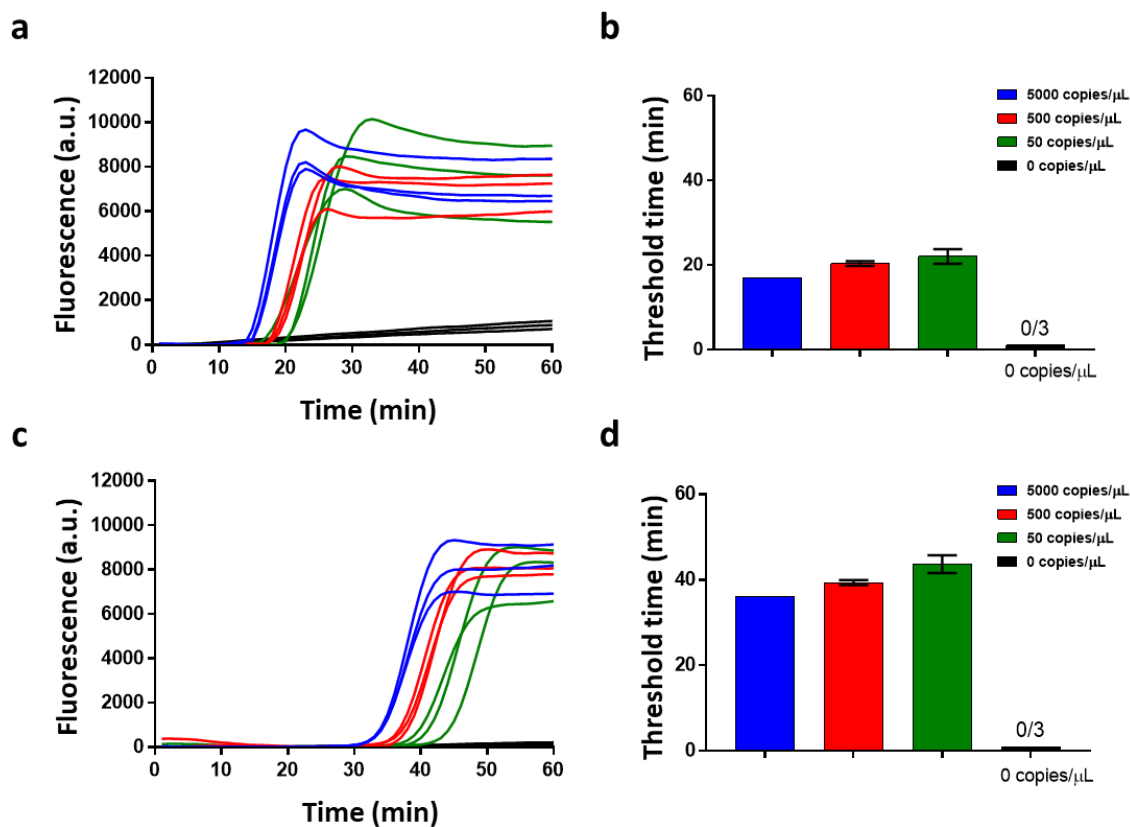 a
12000
10000
8000
6000
4000
2000
0
Fluorescence (a.u.)
0 10 20 30 40 50 60
Time (min)
b
60
40
20
0
Threshold time (min)
5000 copies/μL
500 copies/μL
50 copies/μL
0 copies/μL
0/3
0 copies/μL
c
12000
10000
8000
6000
4000
2000
0
Fluorescence (a.u.)
0 10 20 30 40 50 60
Time (min)
d
60
40
20
0
Threshold time (min)
5000 copies/μL
500 copies/μL
50 copies/μL
0 copies/μL
0/3
0 copies/μL